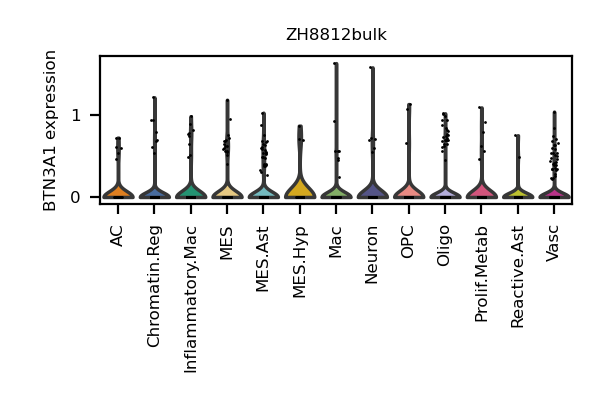 ZH8812bulk
BTN3A1 expression
1
0
AC
Chromatin.Reg
Inflammatory.Mac
MES
MES.Ast
MES.Hyp
Mac
Neuron
OPC
Oligo
Prolif.Metab
Reactive.Ast
Vasc